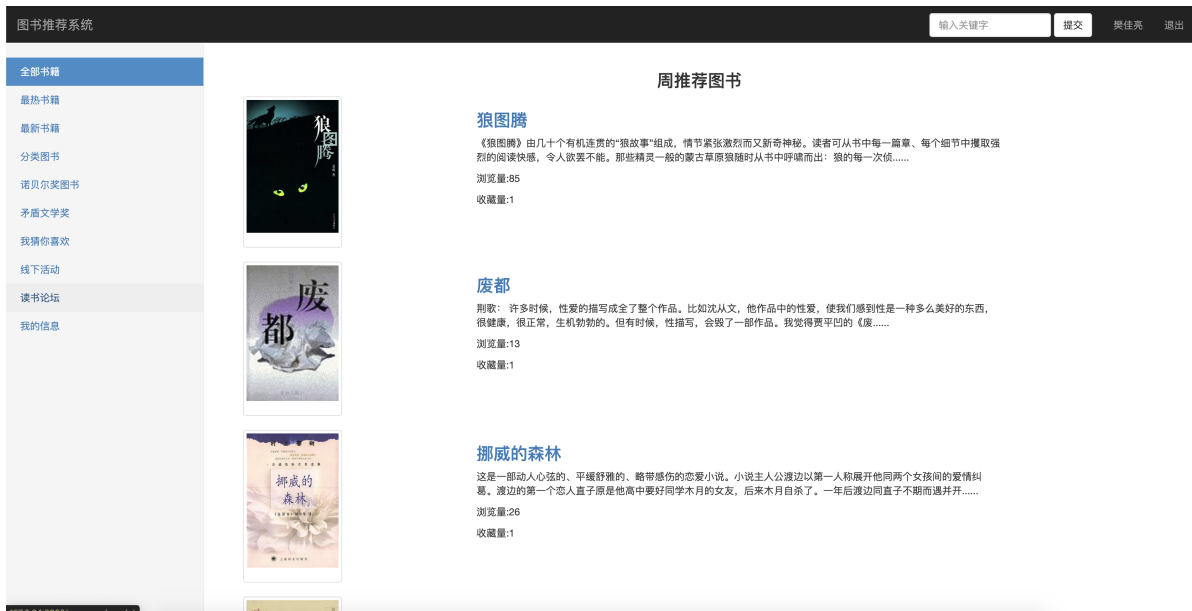 图书推荐系统
输入关键字
提交
樊佳亮
退出
全部书籍
最热书籍
最新书籍
分类图书
诺贝尔奖图书
矛盾文学奖
我猜你喜欢
线下活动
读书论坛
我的信息
周推荐图书
狼图腾
狼图腾
《狼图腾》由几十个有机连贯的“狼故事”组成，情节紧张激烈而又新奇神秘。读者可从书中每一篇章、每个细节中攫取强
烈的阅读快感，令人欲罢不能。那些精灵一般的蒙古草原狼随时从书中呼啸而出：狼的每一次侦......
浏览量:85
收藏量:1
废都
废都
荆歌： 许多时候，性爱的描写成全了整个作品。比如沈从文，他作品中的性爱，使我们感到性是一种多么美好的东西，
很健康，很正常，生机勃勃的。但有时候，性描写，会毁了一部作品。我觉得贾平凹的《废......
浏览量:13
收藏量:1
挪威的
森林
挪威的森林
这是一部动人心弦的、平缓舒雅的、略带感伤的恋爱小说。小说主人公渡边以第一人称展开他同两个女孩间的爱情纠
葛。渡边的第一个恋人直子原是他高中要好同学木月的女友，后来木月自杀了。一年后渡边同直子不期而遇并开......
浏览量:26
收藏量:1